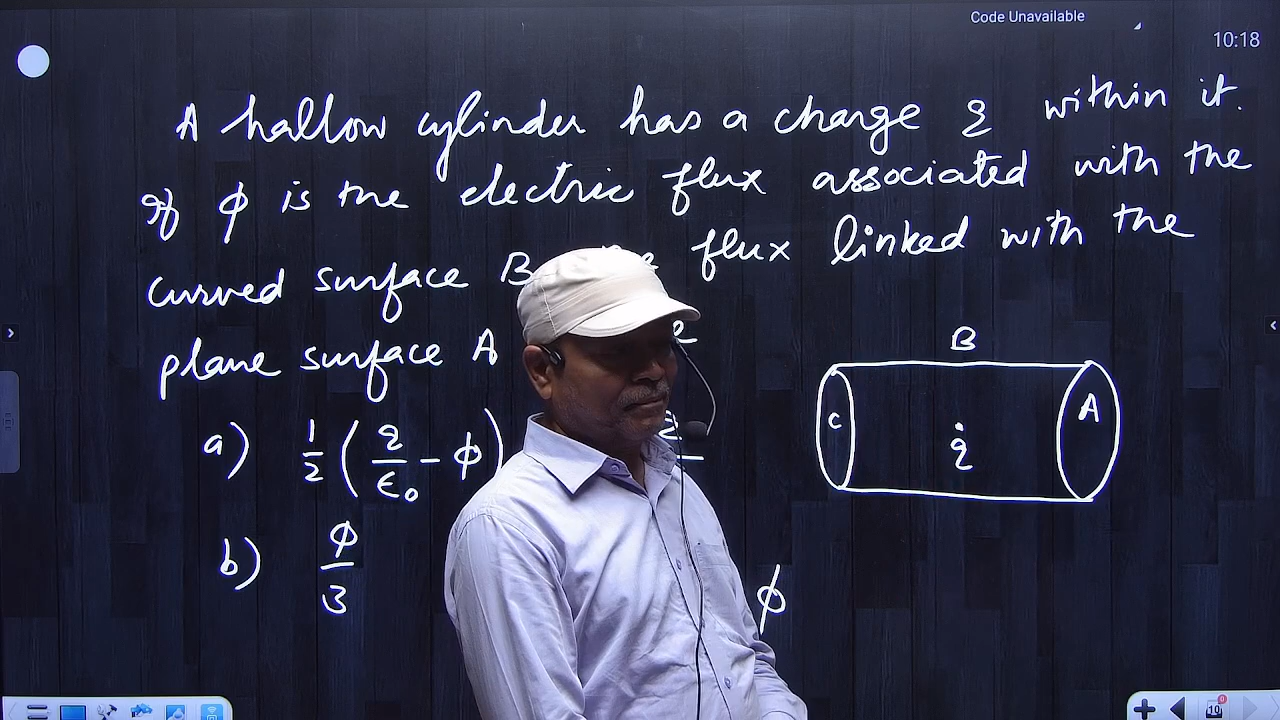 Code Unavailable
10:18
A hallow cylinder has a charge q within it.
If ϕ is the electric flux associated with the
curved surface B flux linked with the
plane surface A
a) 1/2 (q/ϵ₀ - ϕ)
b) ϕ/3
ϕ
B
C
q
A
10